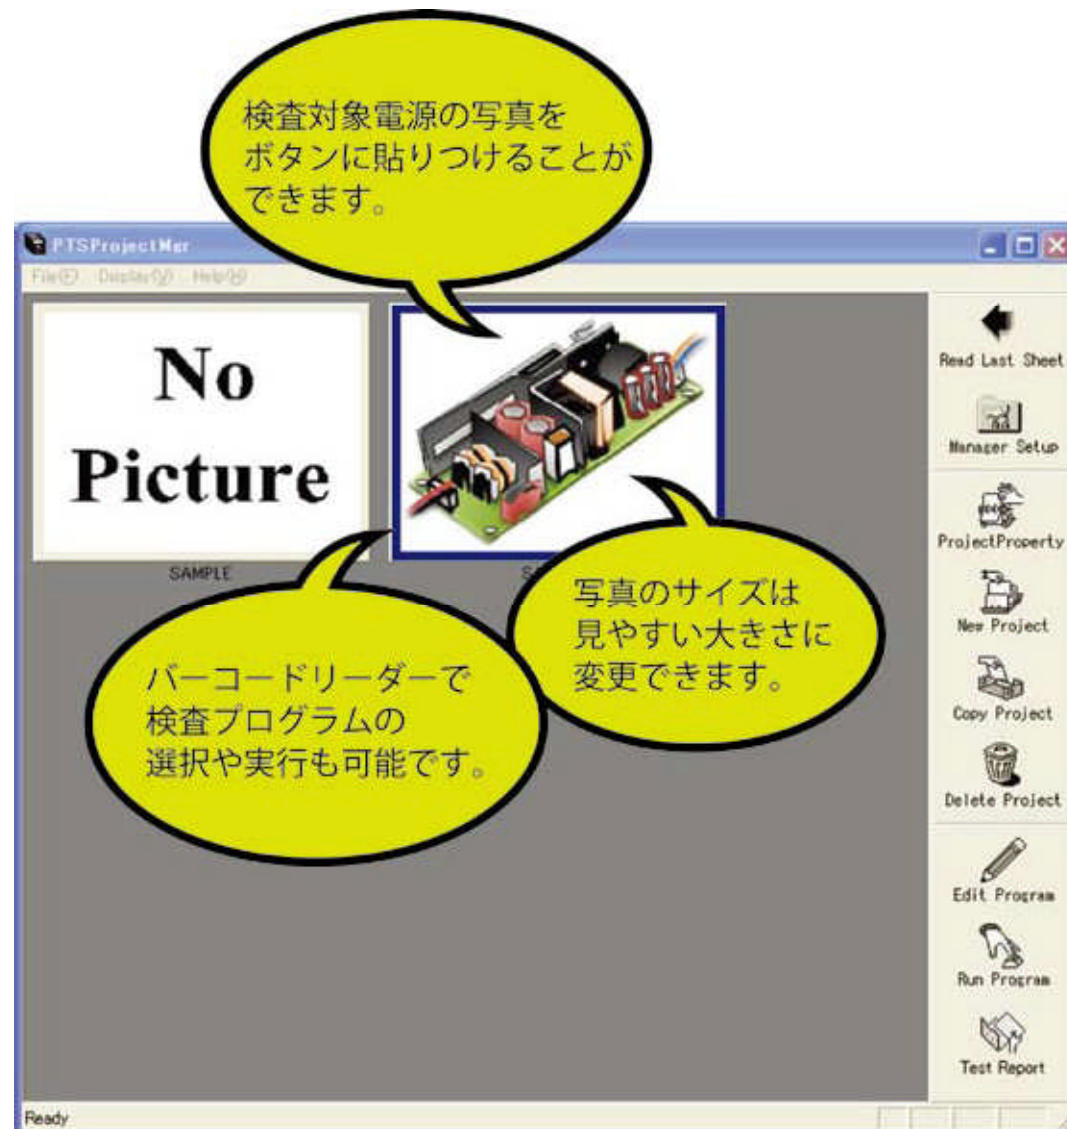 検査対象電源の写真を
ボタンに貼りつけることが
できます。
PTSProjectMgr
File(F) Display(V) Help(H)
No
Picture
SAMPLE
写真のサイズは
見やすい大きさに
変更できます。
バーコードリーダーで
検査プログラムの
選択や実行も可能です。
Read Last Sheet
Manager Setup
ProjectProperty
New Project
Copy Project
Delete Project
Edit Program
Run Program
Test Report
Ready